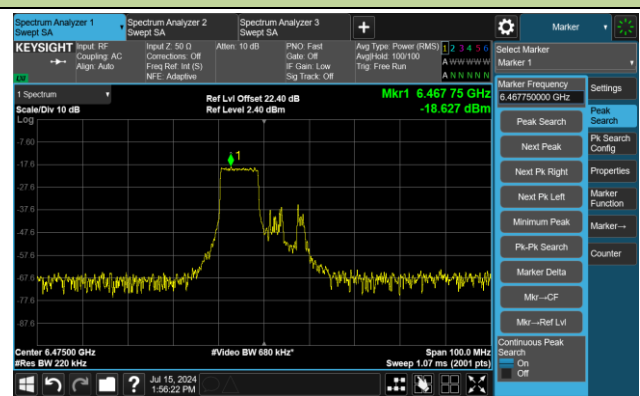 Spectrum Analyzer 1
Swept SA
Spectrum Analyzer 2
Swept SA
Spectrum Analyzer 3
Swept SA
Marker
KEYSIGHT
Input: RF
Coupling: AC
Align: Auto
Input Z: 50 Ω
Corrections: Off
Freq Ref: Int (S)
NFE: Adaptive
Atten: 10 dB
PNO: Fast
Gate: Off
IF Gain: Low
Sig Track: Off
Avg Type: Power (RMS)
Avg|Hold: 100/100
Trig: Free Run
1 2 3 4 5 6
A W W W W W
A N N N N N
LXI
Select Marker
Marker 1
1 Spectrum
Scale/Div 10 dB
Log
Ref Lvl Offset 22.40 dB
Ref Level 2.40 dBm
Mkr1 6.467 75 GHz
-18.627 dBm
1
-7.60
-17.6
-27.6
-37.6
-47.6
-57.6
-67.6
-77.6
-87.6
Center 6.47500 GHz
#Res BW 220 kHz
#Video BW 680 kHz*
Span 100.0 MHz
Sweep 1.07 ms (2001 pts)
Marker Frequency
6.467750000 GHz
Peak Search
Next Peak
Next Pk Right
Next Pk Left
Minimum Peak
Pk-Pk Search
Marker Delta
Mkr→CF
Mkr→Ref Lvl
Continuous Peak
Search
On
Off
Settings
Peak
Search
Pk Search
Config
Properties
Marker
Function
Marker→
Counter
Jul 15, 2024
1:56:22 PM